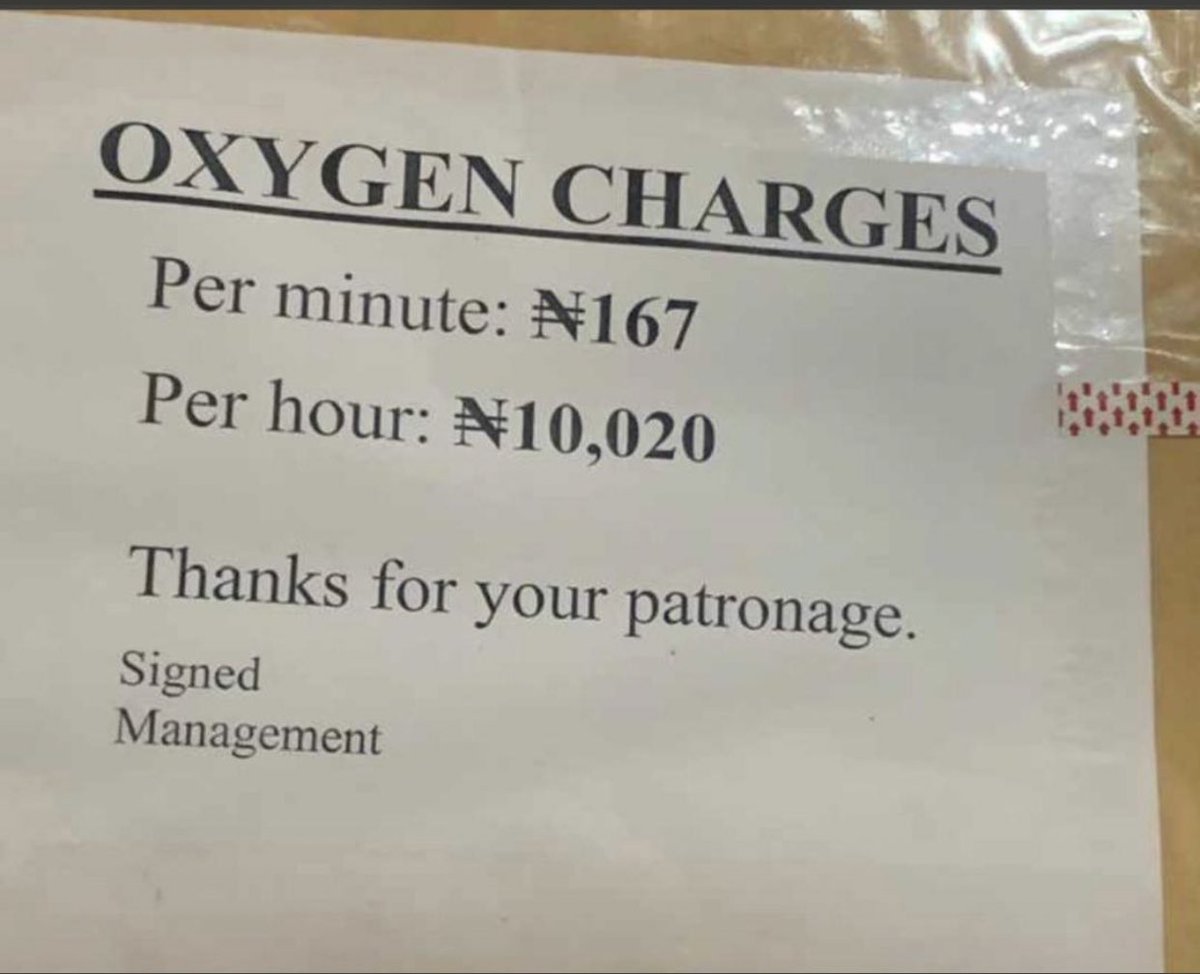 OXYGEN CHARGES
Per minute: ₦167
Per hour: ₦10,020
Thanks for your patronage.
Signed
Management